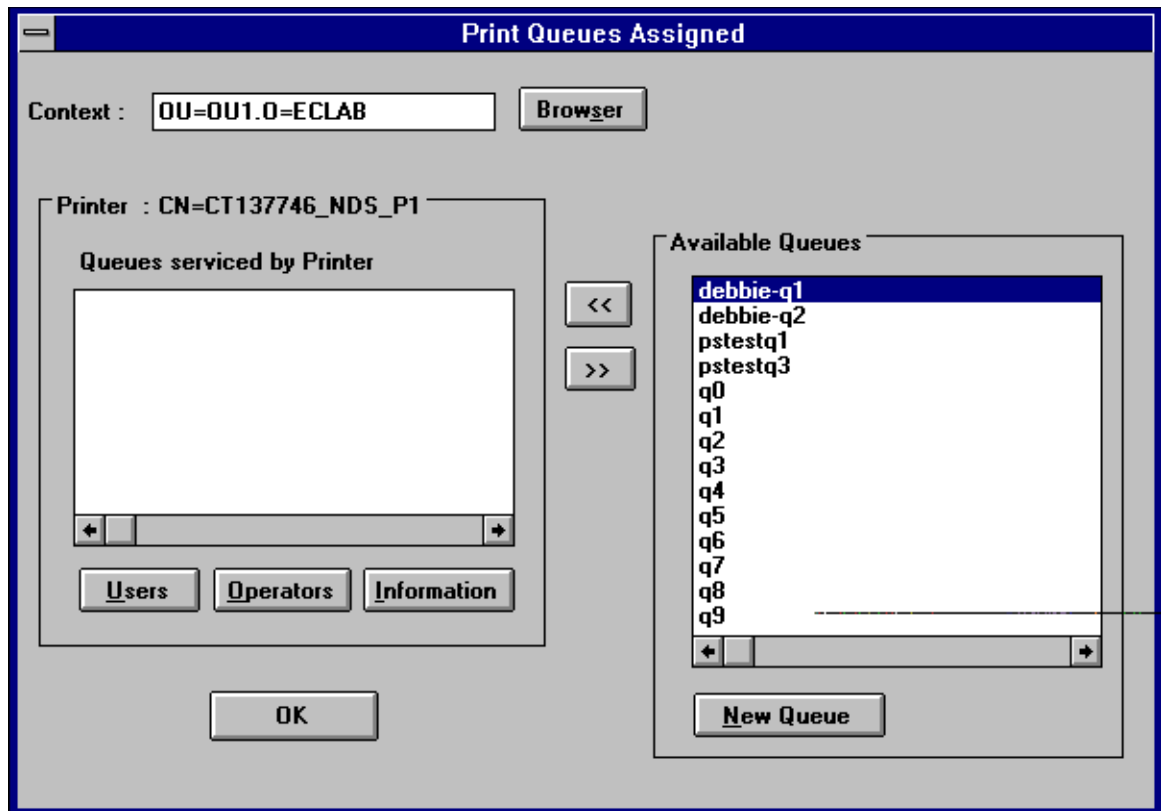 Print Queues Assigned
Context : OU=OU1.O=ECLAB Browser
Printer : CN=CT137746_NDS_P1
Queues serviced by Printer
<<
>>
Users Operators Information
OK
Available Queues
debbie-q1
debbie-q2
pstestq1
pstestq3
q0
q1
q2
q3
q4
q5
q6
q7
q8
q9
New Queue